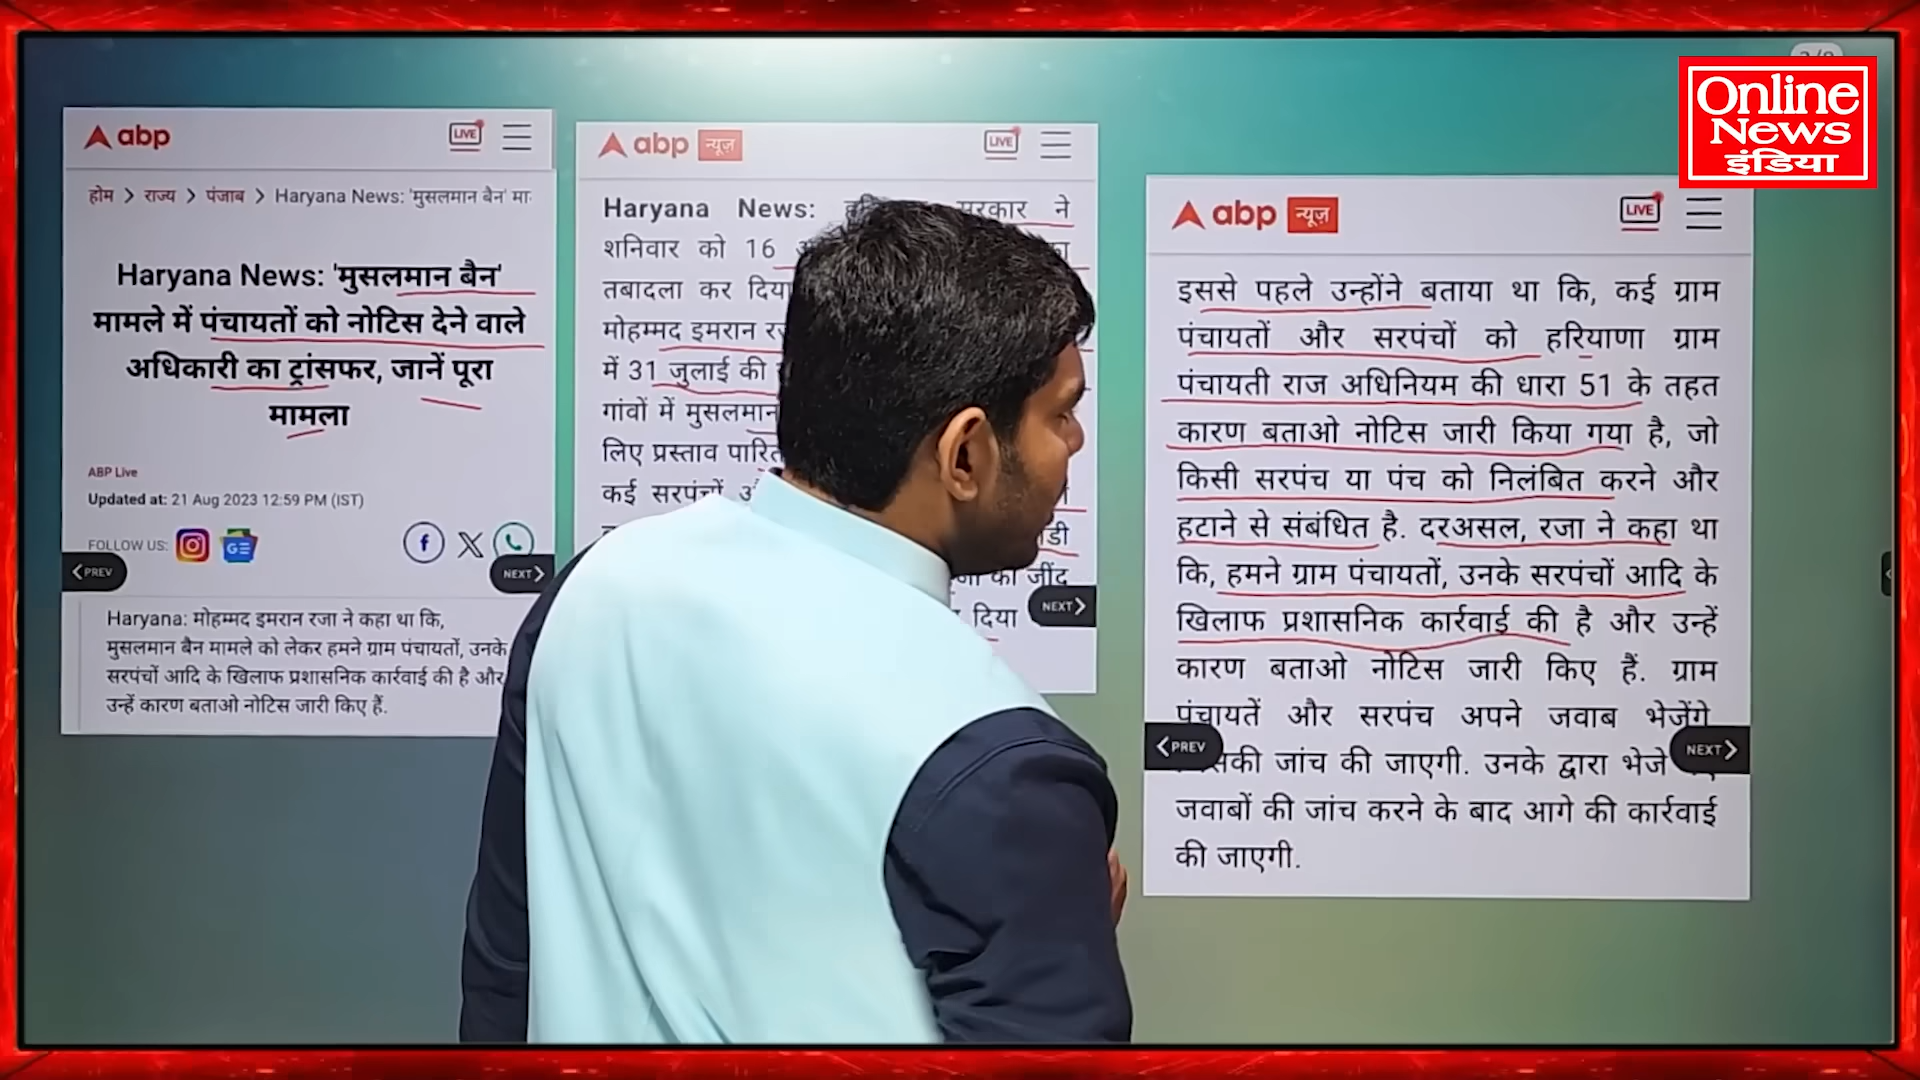 Online
News
इंडिया
abp
LIVE
होम > राज्य > पंजाब > Haryana News: 'मुसलमान बैन' मा
Haryana News: 'मुसलमान बैन'
मामले में पंचायतों को नोटिस देने वाले
अधिकारी का ट्रांसफर, जानें पूरा
मामला
ABP Live
Updated at: 21 Aug 2023 12:59 PM (IST)
FOLLOW US:
PREV
NEXT
Haryana: मोहम्मद इमरान रजा ने कहा था कि,
मुसलमान बैन मामले को लेकर हमने ग्राम पंचायतों, उनके
सरपंचों आदि के खिलाफ प्रशासनिक कार्रवाई की है और
उन्हें कारण बताओ नोटिस जारी किए हैं.
abp न्यूज़
LIVE
Haryana News: सरकार ने
शनिवार को 16
तबादला कर दिया
मोहम्मद इमरान
में 31 जुलाई की
गांवों में मुसलमान
लिए प्रस्ताव पारित
कई सरपंचों
को जींद
दिया
NEXT
abp न्यूज़
LIVE
इससे पहले उन्होंने बताया था कि, कई ग्राम
पंचायतों और सरपंचों को हरियाणा ग्राम
पंचायती राज अधिनियम की धारा 51 के तहत
कारण बताओ नोटिस जारी किया गया है, जो
किसी सरपंच या पंच को निलंबित करने और
हटाने से संबंधित है. दरअसल, रजा ने कहा था
कि, हमने ग्राम पंचायतों, उनके सरपंचों आदि के
खिलाफ प्रशासनिक कार्रवाई की है और उन्हें
कारण बताओ नोटिस जारी किए हैं. ग्राम
पंचायतें और सरपंच अपने जवाब भेजेंगे
PREV
NEXT
की जांच की जाएगी. उनके द्वारा भेजे
जवाबों की जांच करने के बाद आगे की कार्रवाई
की जाएगी.